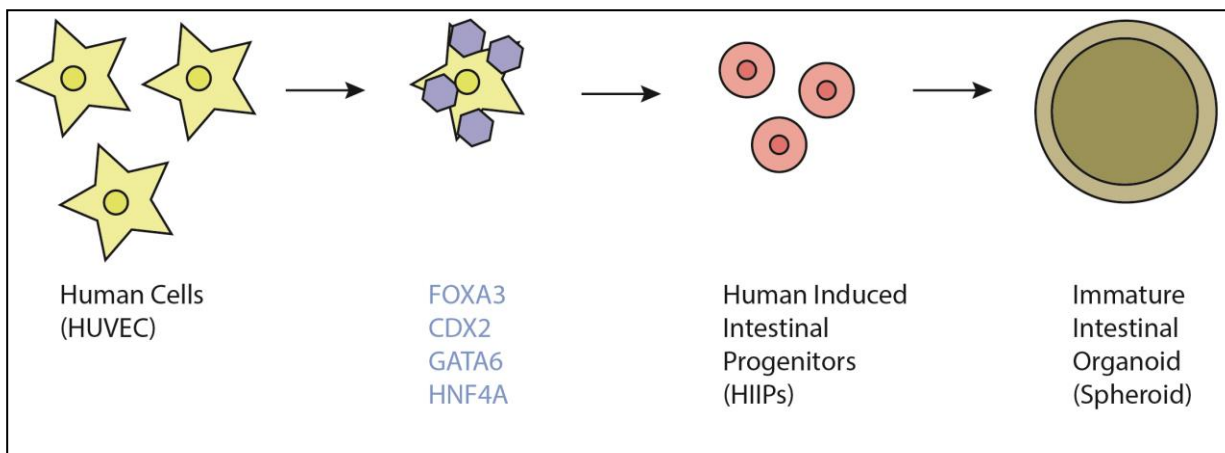 Human Cells
(HUVEC)
FOXA3
CDX2
GATA6
HNF4A
Human Induced
Intestinal
Progenitors
(HIIPs)
Immature
Intestinal
Organoid
(Spheroid)